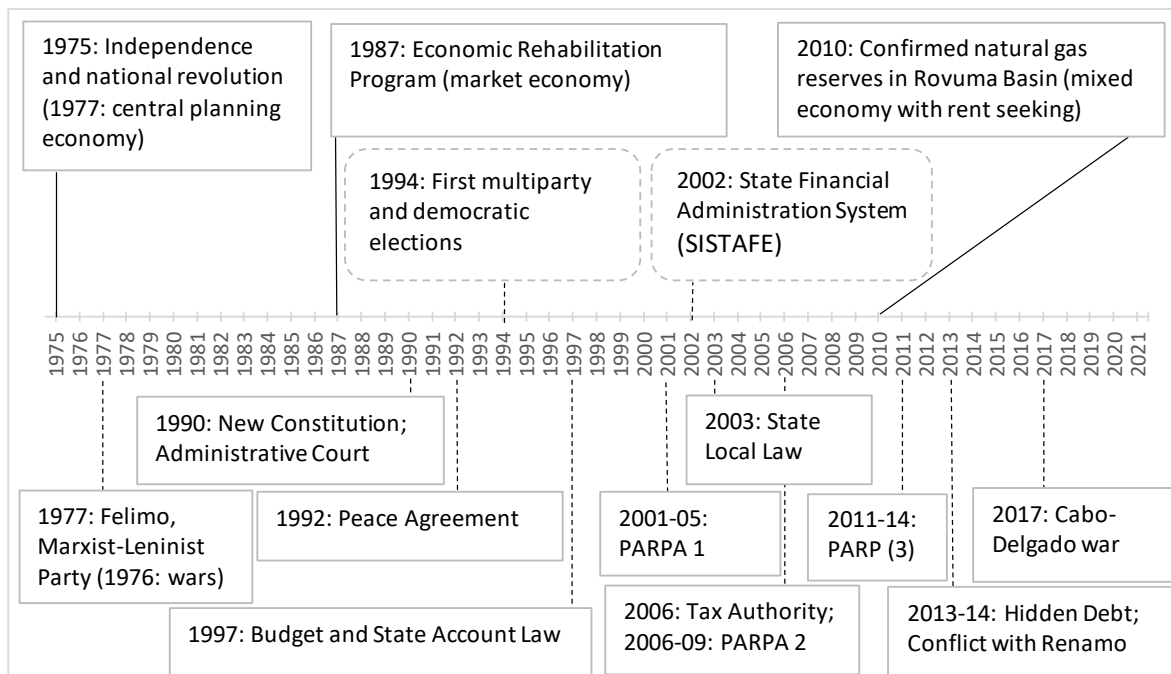 1975: Independence
and national revolution
(1977: central planning
economy)
1987: Economic Rehabilitation
Program (market economy)
2010: Confirmed natural gas
reserves in Rovuma Basin (mixed
economy with rent seeking)
1994: First multiparty
and democratic
elections
2002: State Financial
Administration System
(SISTAFE)
1975
1976
1977
1978
1979
1980
1981
1982
1983
1984
1985
1986
1987
1988
1989
1990
1991
1992
1993
1994
1995
1996
1997
1998
1999
2000
2001
2002
2003
2004
2005
2006
2007
2008
2009
2010
2011
2012
2013
2014
2015
2016
2017
2018
2019
2020
2021
1990: New Constitution;
Administrative Court
2003: State
Local Law
1977: Felimo,
Marxist-Leninist
Party (1976: wars)
1992: Peace Agreement
2001-05:
PARPA 1
2011-14:
PARP (3)
2017: Cabo-
Delgado war
1997: Budget and State Account Law
2006: Tax Authority;
2006-09: PARPA 2
2013-14: Hidden Debt;
Conflict with Renamo